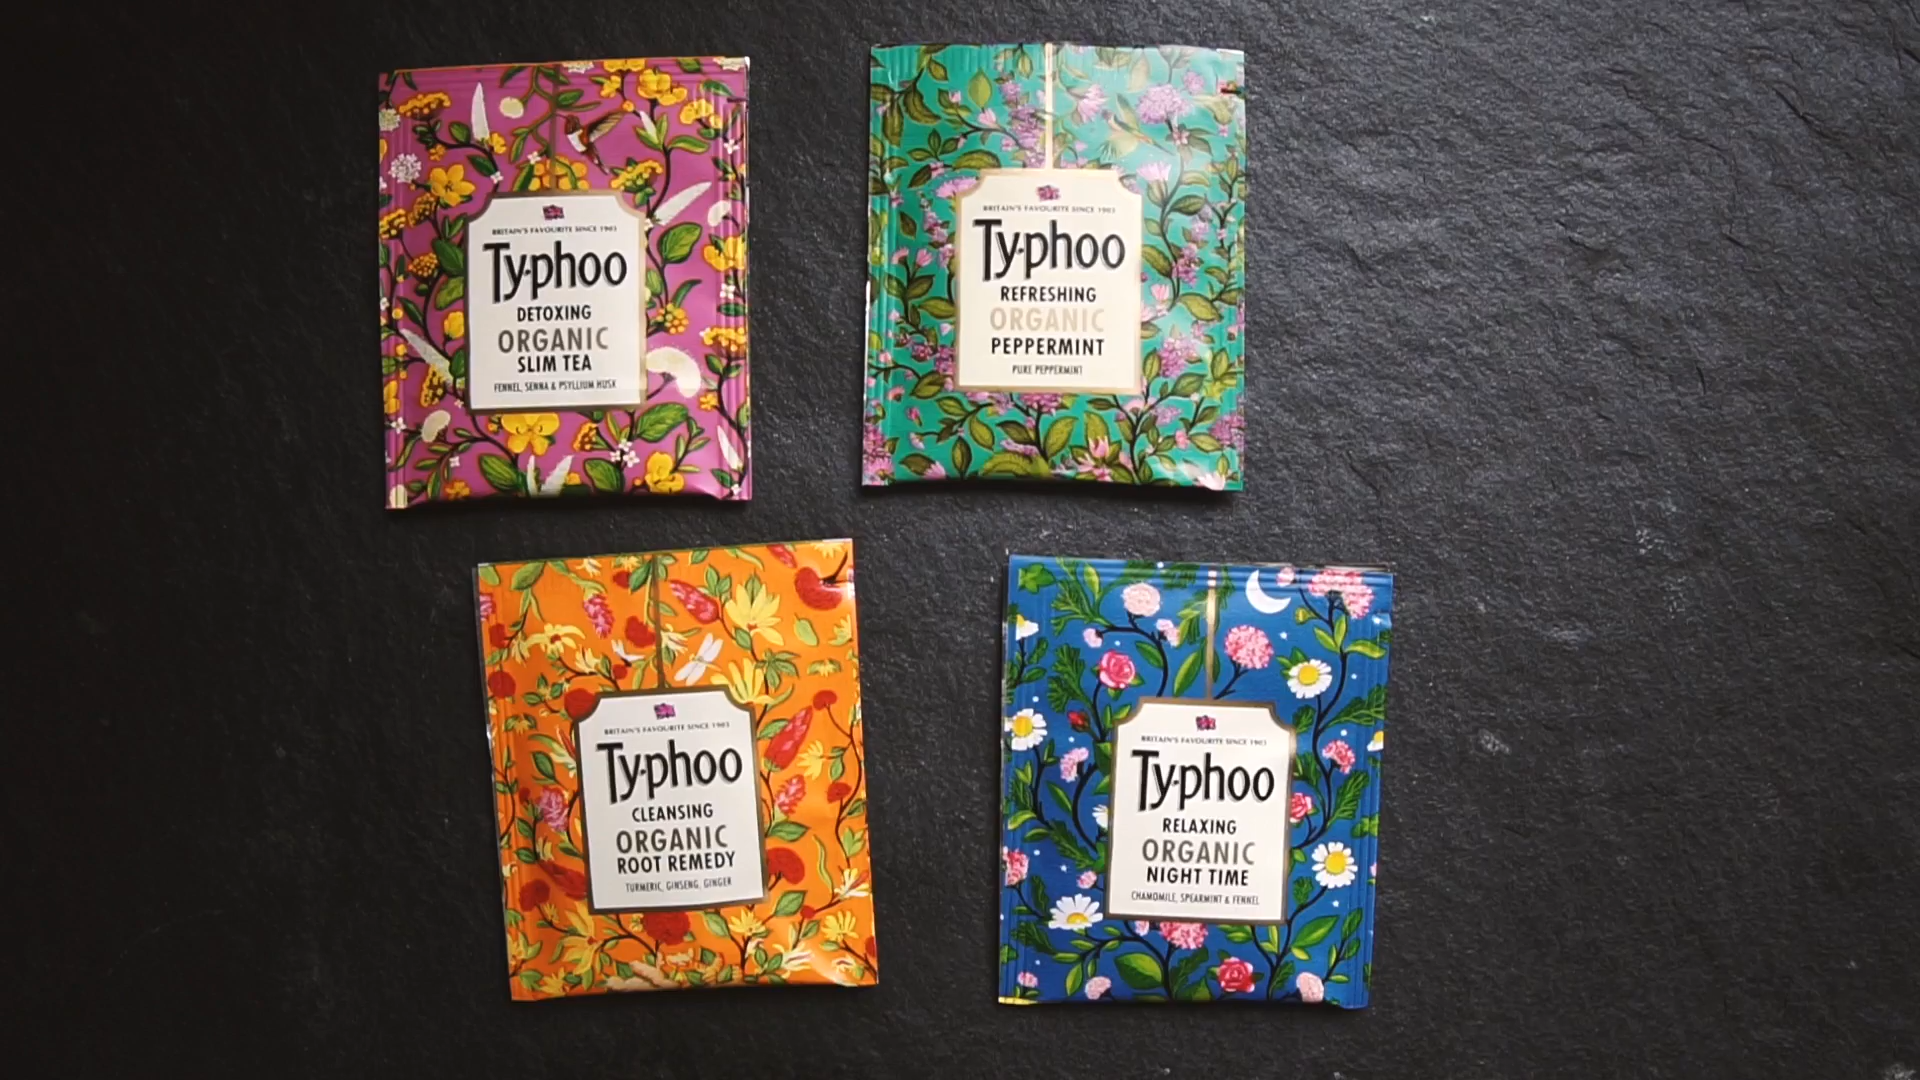 BRITAIN'S FAVOURITE SINCE 1903
Ty·phoo
DETOXING
ORGANIC
SLIM TEA
FENNEL, SENNA & PSYLLIUM HUSK
BRITAIN'S FAVOURITE SINCE 1903
Ty·phoo
REFRESHING
ORGANIC
PEPPERMINT
PURE PEPPERMINT
BRITAIN'S FAVOURITE SINCE 1903
Ty·phoo
CLEANSING
ORGANIC
ROOT REMEDY
TURMERIC, GINSENG, GINGER
BRITAIN'S FAVOURITE SINCE 1903
Ty·phoo
RELAXING
ORGANIC
NIGHT TIME
CHAMOMILE, SPEARMINT & FENNEL